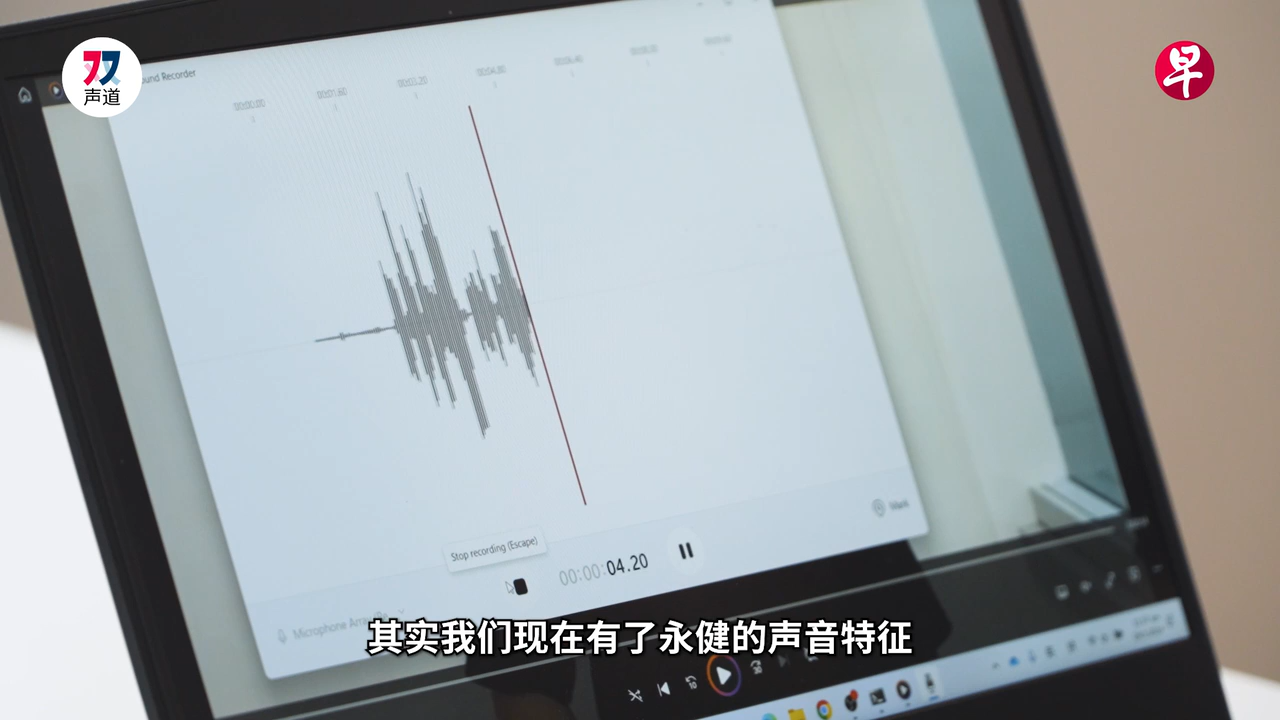 双
声道
早
Sound Recorder
00:00.00
00:01.60
00:03.20
00:04.80
00:06.40
00:08.00
Mark
Stop recording (Escape)
00:00:04.20
Microphone Array
其实我们现在有了永健的声音特征